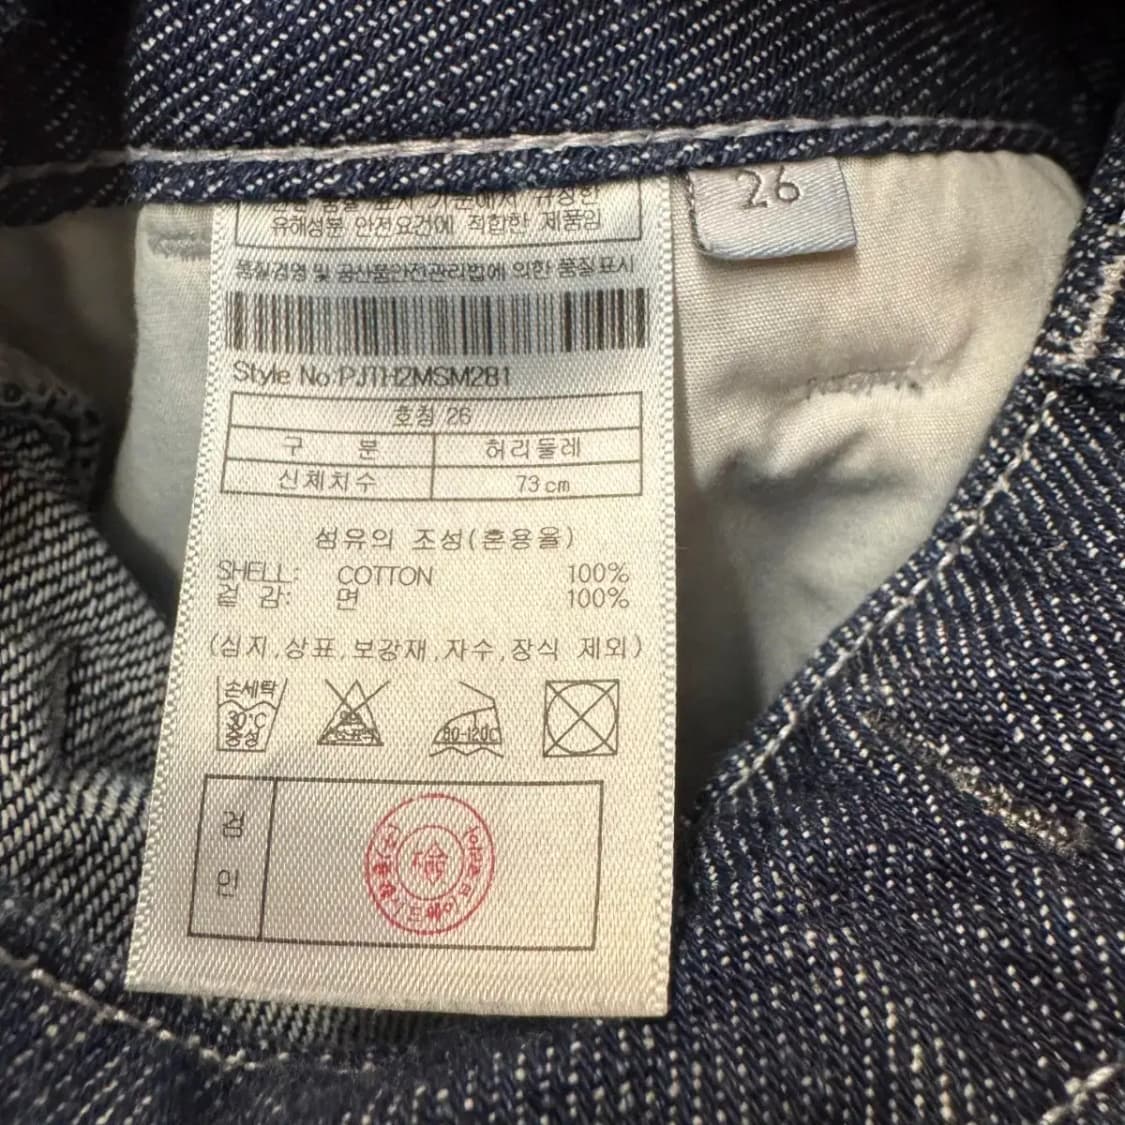 유해성분 안전요건에 적합한 제품임
26
품질경영 및 공산품안전관리법에 의한 품질표시
Style No:PJTH2MSM2B1
호칭 26
구 분 허리둘레
신체치수 73cm
섬유의 조성(혼용율)
SHELL: COTTON 100%
겉 감: 면 100%
(심지,상표,보강재,자수,장식 제외)
손세탁
30°C
중성
80-120C
검
인
檢